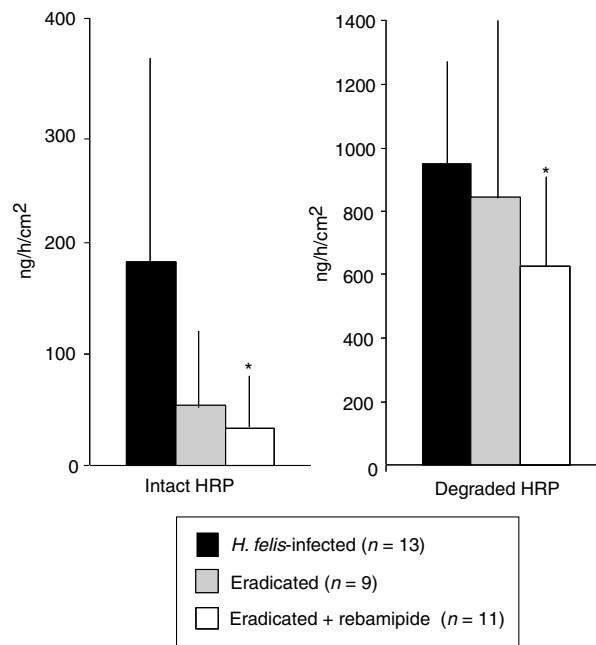 400
300
200
100
0
ng/h/cm2
*
Intact HRP
1400
1200
1000
800
600
400
200
0
ng/h/cm2
*
Degraded HRP
H. felis-infected (n = 13)
Eradicated (n = 9)
Eradicated + rebamipide (n = 11)